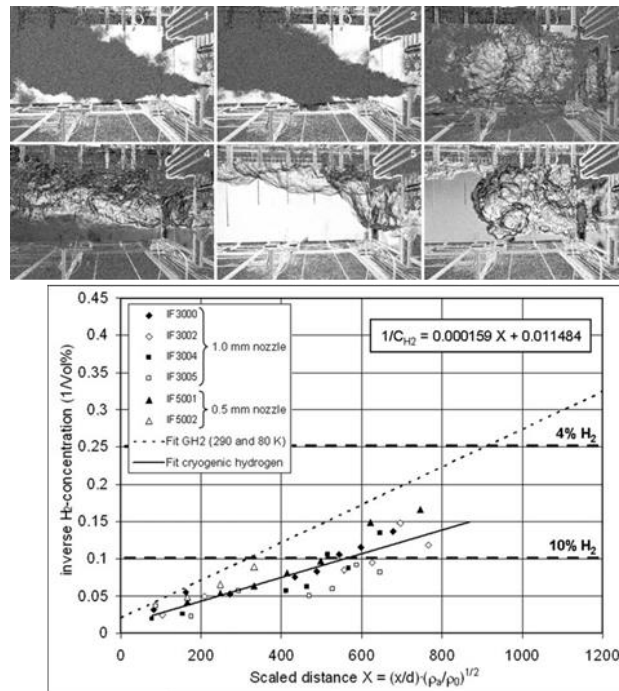 1
2
4
5
0.45
0.4
0.35
0.3
0.25
0.2
0.15
0.1
0.05
0
inverse H₂-concentration (1/Vol%)
IF3000
IF3002
IF3004
IF3005
1.0 mm nozzle
IF5001
IF5002
0.5 mm nozzle
Fit GH2 (290 and 80 K)
Fit cryogenic hydrogen
1/C_H2 = 0.000159 X + 0.011484
4% H₂
10% H₂
0 200 400 600 800 1000 1200
Scaled distance X = (x/d)·(ρₐ/ρ₀)^1/2